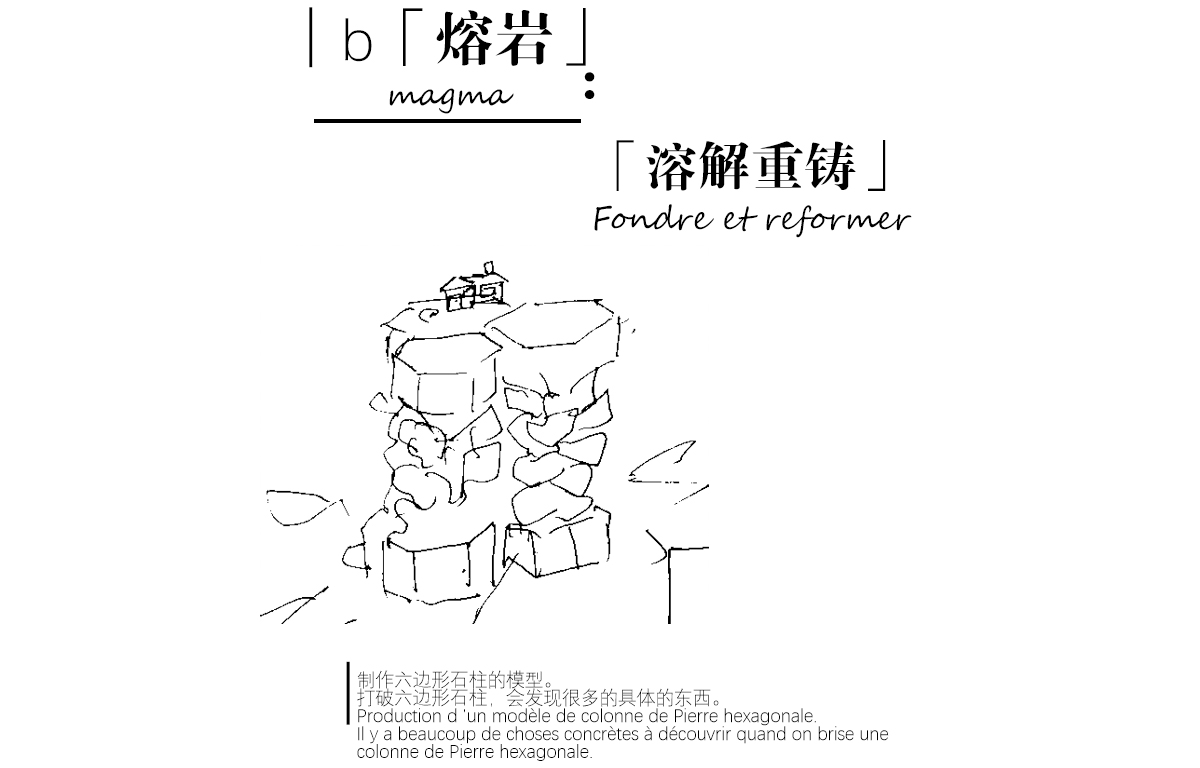 b「熔岩」:
magma
「溶解重铸」
Fondre et reformer
制作六边形石柱的模型。
打破六边形石柱，会发现很多的具体的东西。
Production d 'un modèle de colonne de Pierre hexagonale.
Il y a beaucoup de choses concrètes à découvrir quand on brise une
colonne de Pierre hexagonale.